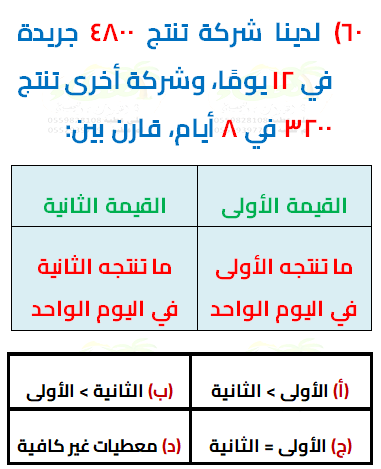 ٦٠) لدينا شركة تنتج ٤٨٠٠ جريدة
في ١٢ يومًا، وشركة أخرى تنتج
٣٢٠٠ في ٨ أيام، قارن بين:
القيمة الأولى القيمة الثانية
ما تنتجه الأولى ما تنتجه الثانية
في اليوم الواحد في اليوم الواحد
(أ) الأولى > الثانية (ب) الثانية > الأولى
(ج) الأولى = الثانية (د) معطيات غير كافية